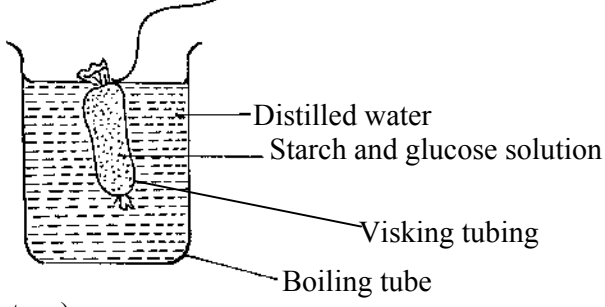 Distilled water
Starch and glucose solution
Visking tubing
Boiling tube